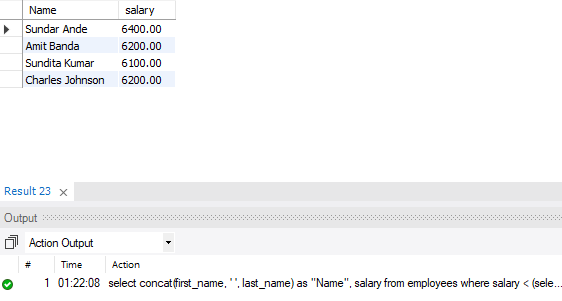 Name salary
Sundar Ande 6400.00
Amit Banda 6200.00
Sundita Kumar 6100.00
Charles Johnson 6200.00
Result 23
Output
Action Output
# Time Action
1 01:22:08 select concat(first_name, ' ', last_name) as "Name", salary from employees where salary < (sele...